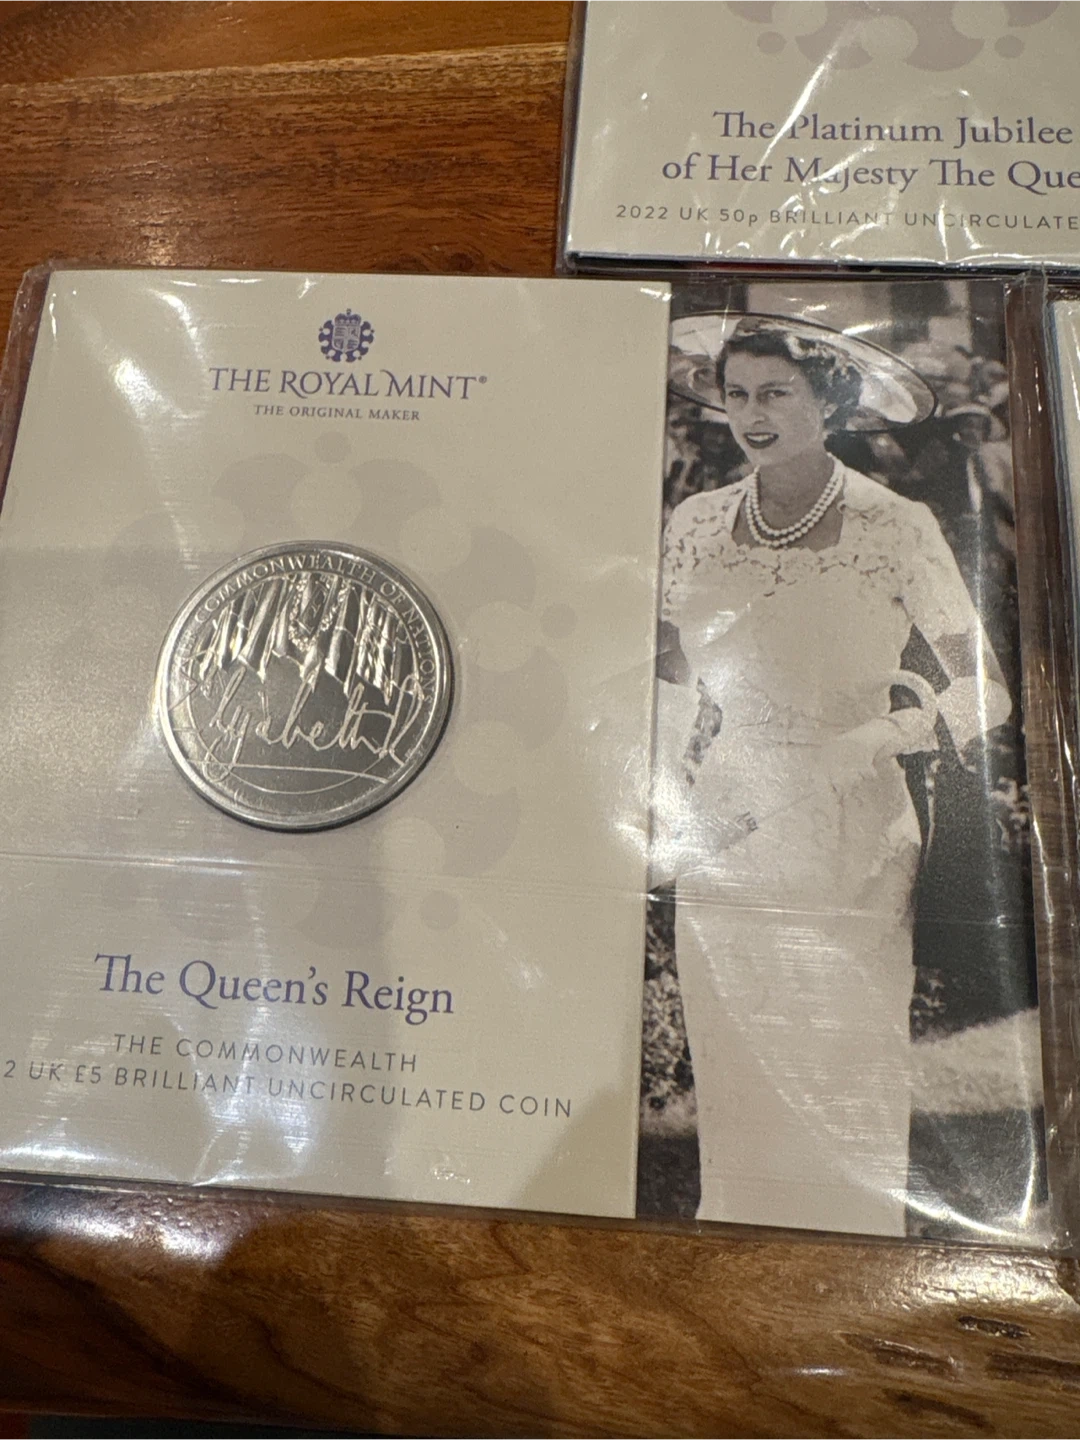 The Platinum Jubilee
of Her Majesty The Que
2022 UK 50p BRILLIANT UNCIRCULATE
THE ROYAL MINT®
THE ORIGINAL MAKER
COMMONWEALTH OF NATIONS
Elizabeth R
The Queen's Reign
THE COMMONWEALTH
2 UK £5 BRILLIANT UNCIRCULATED COIN